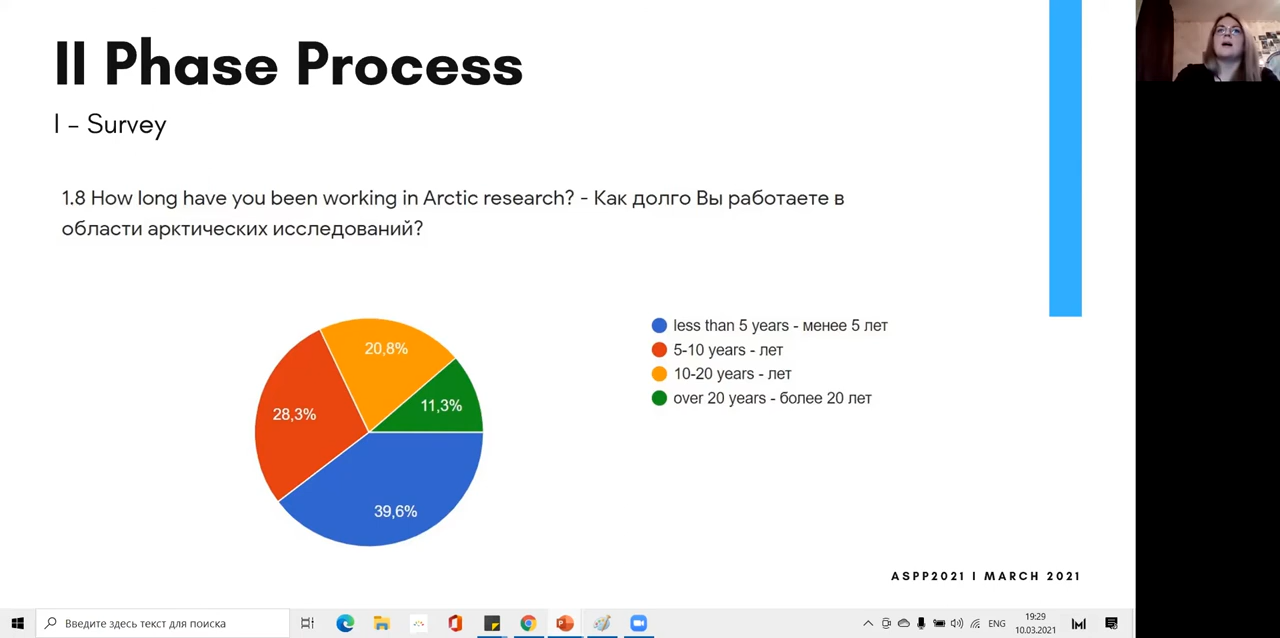 II Phase Process
I – Survey
1.8 How long have you been working in Arctic research? - Как долго Вы работаете в
области арктических исследований?
20,8%
11,3%
28,3%
39,6%
less than 5 years - менее 5 лет
5-10 years - лет
10-20 years - лет
over 20 years - более 20 лет
ASPP2021 I MARCH 2021
Введите здесь текст для поиска
ENG
19:29
10.03.2021